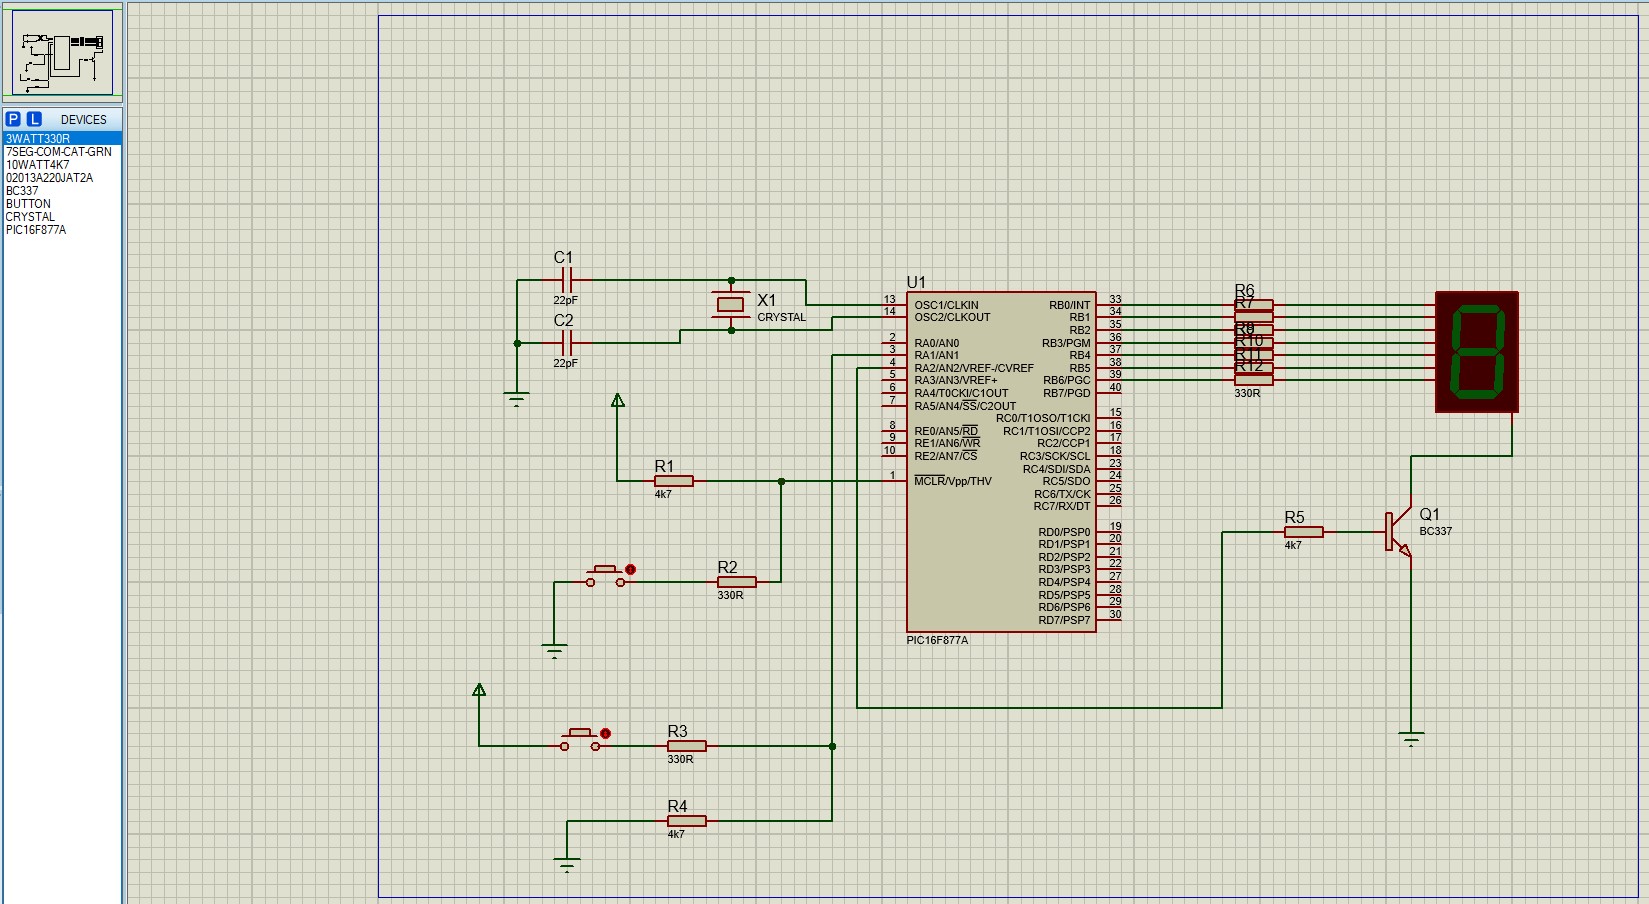 P L DEVICES
3WATT330R
7SEG-COM-CAT-GRN
10WATT4K7
02013A220JAT2A
BC337
BUTTON
CRYSTAL
PIC16F877A
C1
22pF
C2
22pF
X1
CRYSTAL
R1
4k7
R2
330R
R3
330R
R4
4k7
U1
13 OSC1/CLKIN
14 OSC2/CLKOUT
2 RA0/AN0
3 RA1/AN1
4 RA2/AN2/VREF-/CVREF
5 RA3/AN3/VREF+
6 RA4/T0CKI/C1OUT
7 RA5/AN4/SS/C2OUT
8 RE0/AN5/RD
9 RE1/AN6/WR
10 RE2/AN7/CS
1 MCLR/Vpp/THV
RB0/INT 33
RB1 34
RB2 35
RB3/PGM 36
RB4 37
RB5 38
RB6/PGC 39
RB7/PGD 40
RC0/T1OSO/T1CKI 15
RC1/T1OSI/CCP2 16
RC2/CCP1 17
RC3/SCK/SCL 18
RC4/SDI/SDA 23
RC5/SDO 24
RC6/TX/CK 25
RC7/RX/DT 26
RD0/PSP0 19
RD1/PSP1 20
RD2/PSP2 21
RD3/PSP3 22
RD4/PSP4 27
RD5/PSP5 28
RD6/PSP6 29
RD7/PSP7 30
PIC16F877A
R6
R7
R9
R10
R11
R12
330R
R5
4k7
Q1
BC337